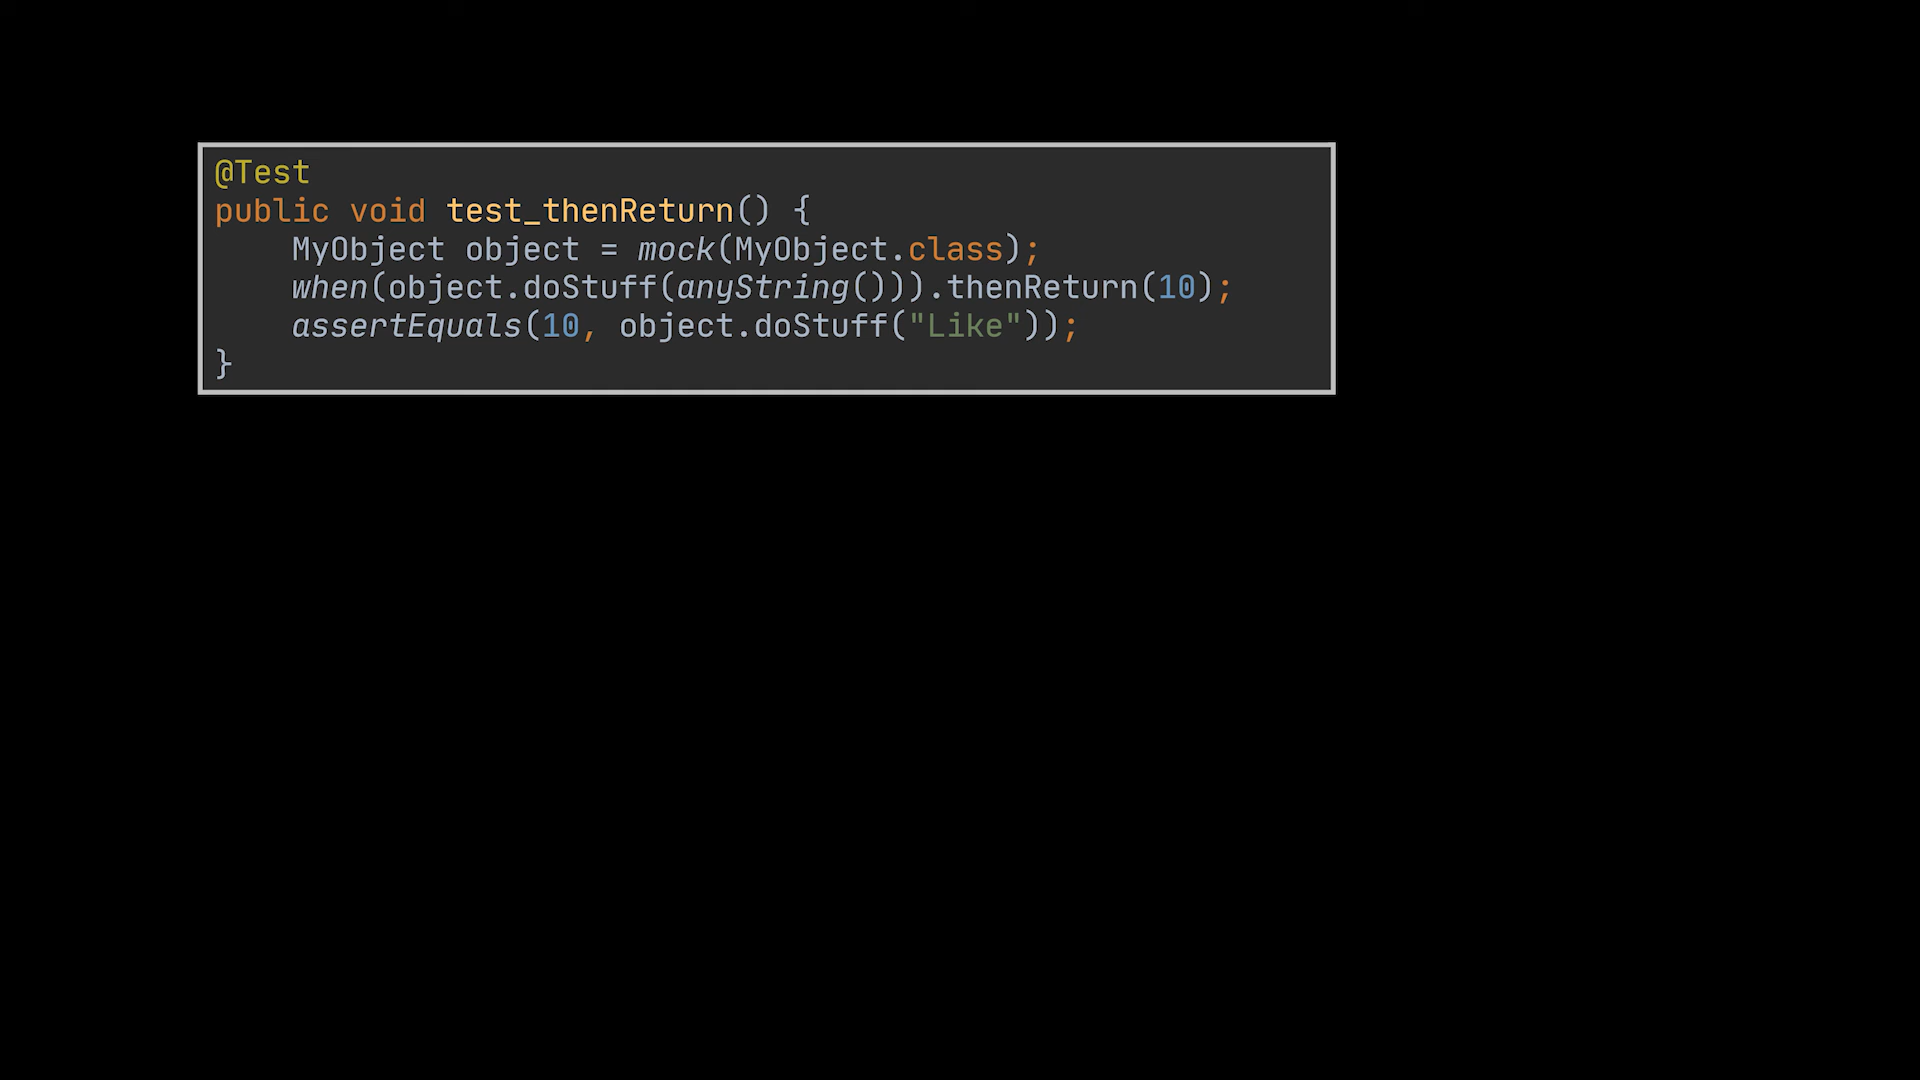 @Test
public void test_thenReturn() {
    MyObject object = mock(MyObject.class);
    when(object.doStuff(anyString())).thenReturn(10);
    assertEquals(10, object.doStuff("Like"));
}